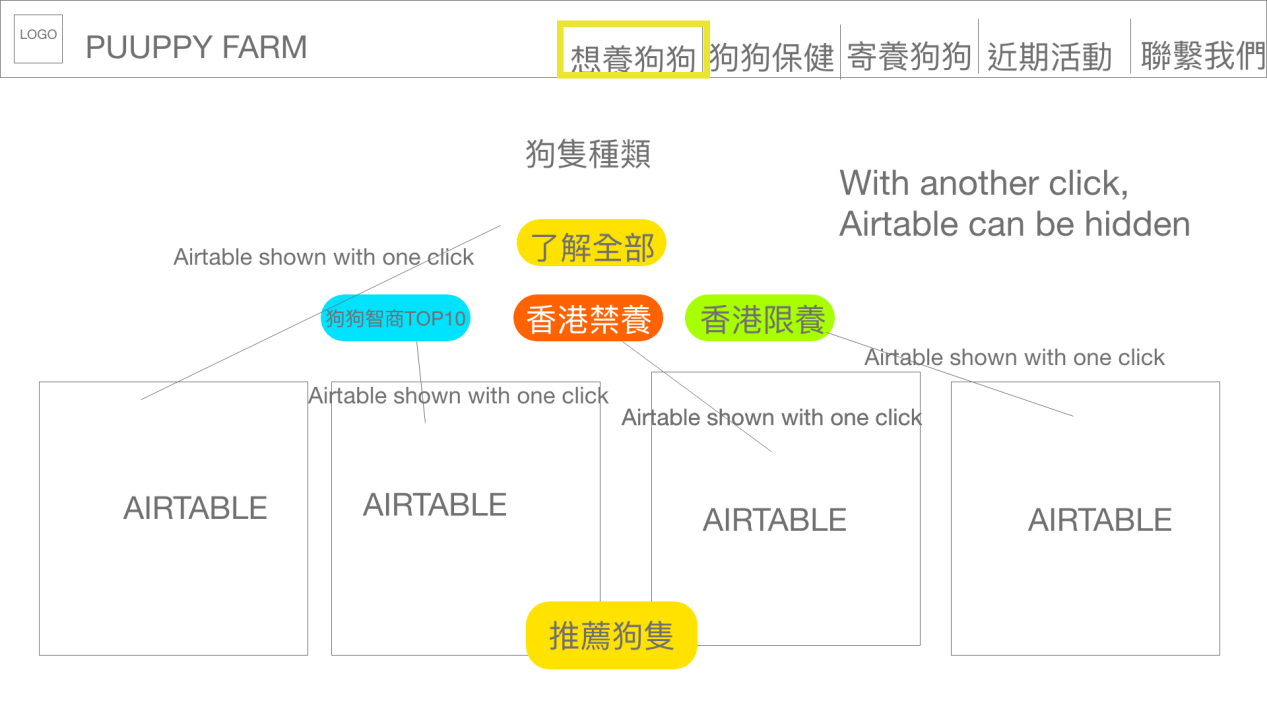 LOGO
PUUPPY FARM
想養狗狗
狗狗保健
寄養狗狗
近期活動
聯繫我們
狗隻種類
With another click,
Airtable can be hidden
Airtable shown with one click
了解全部
狗狗智商TOP10
香港禁養
香港限養
Airtable shown with one click
Airtable shown with one click
Airtable shown with one click
AIRTABLE
AIRTABLE
AIRTABLE
AIRTABLE
推薦狗隻